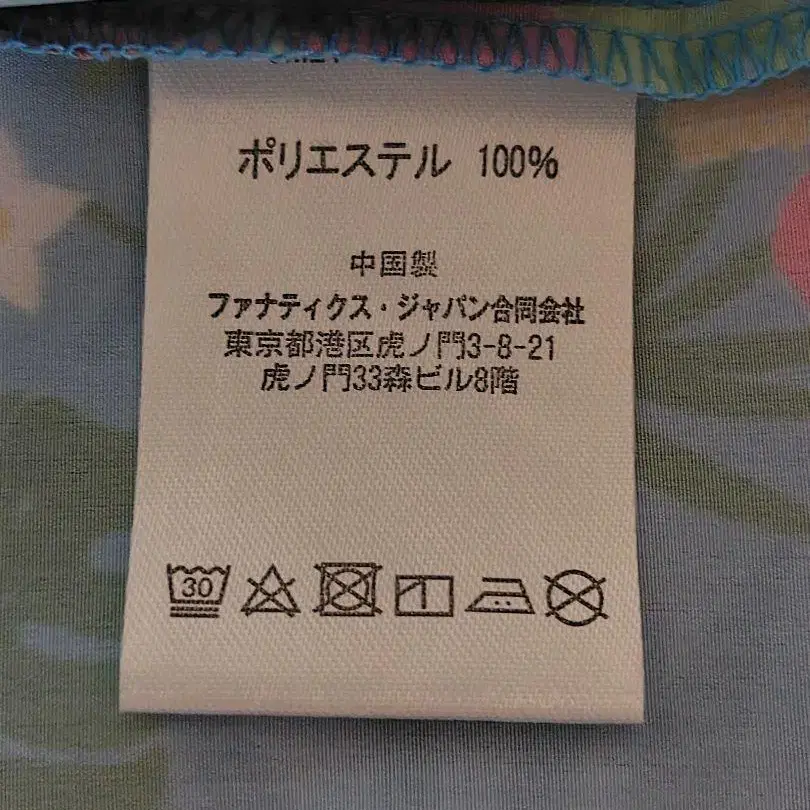 ポリエステル 100%
中国製
ファナティクス・ジャパン合同会社
東京都港区虎ノ門3-8-21
虎ノ門33森ビル8階
30